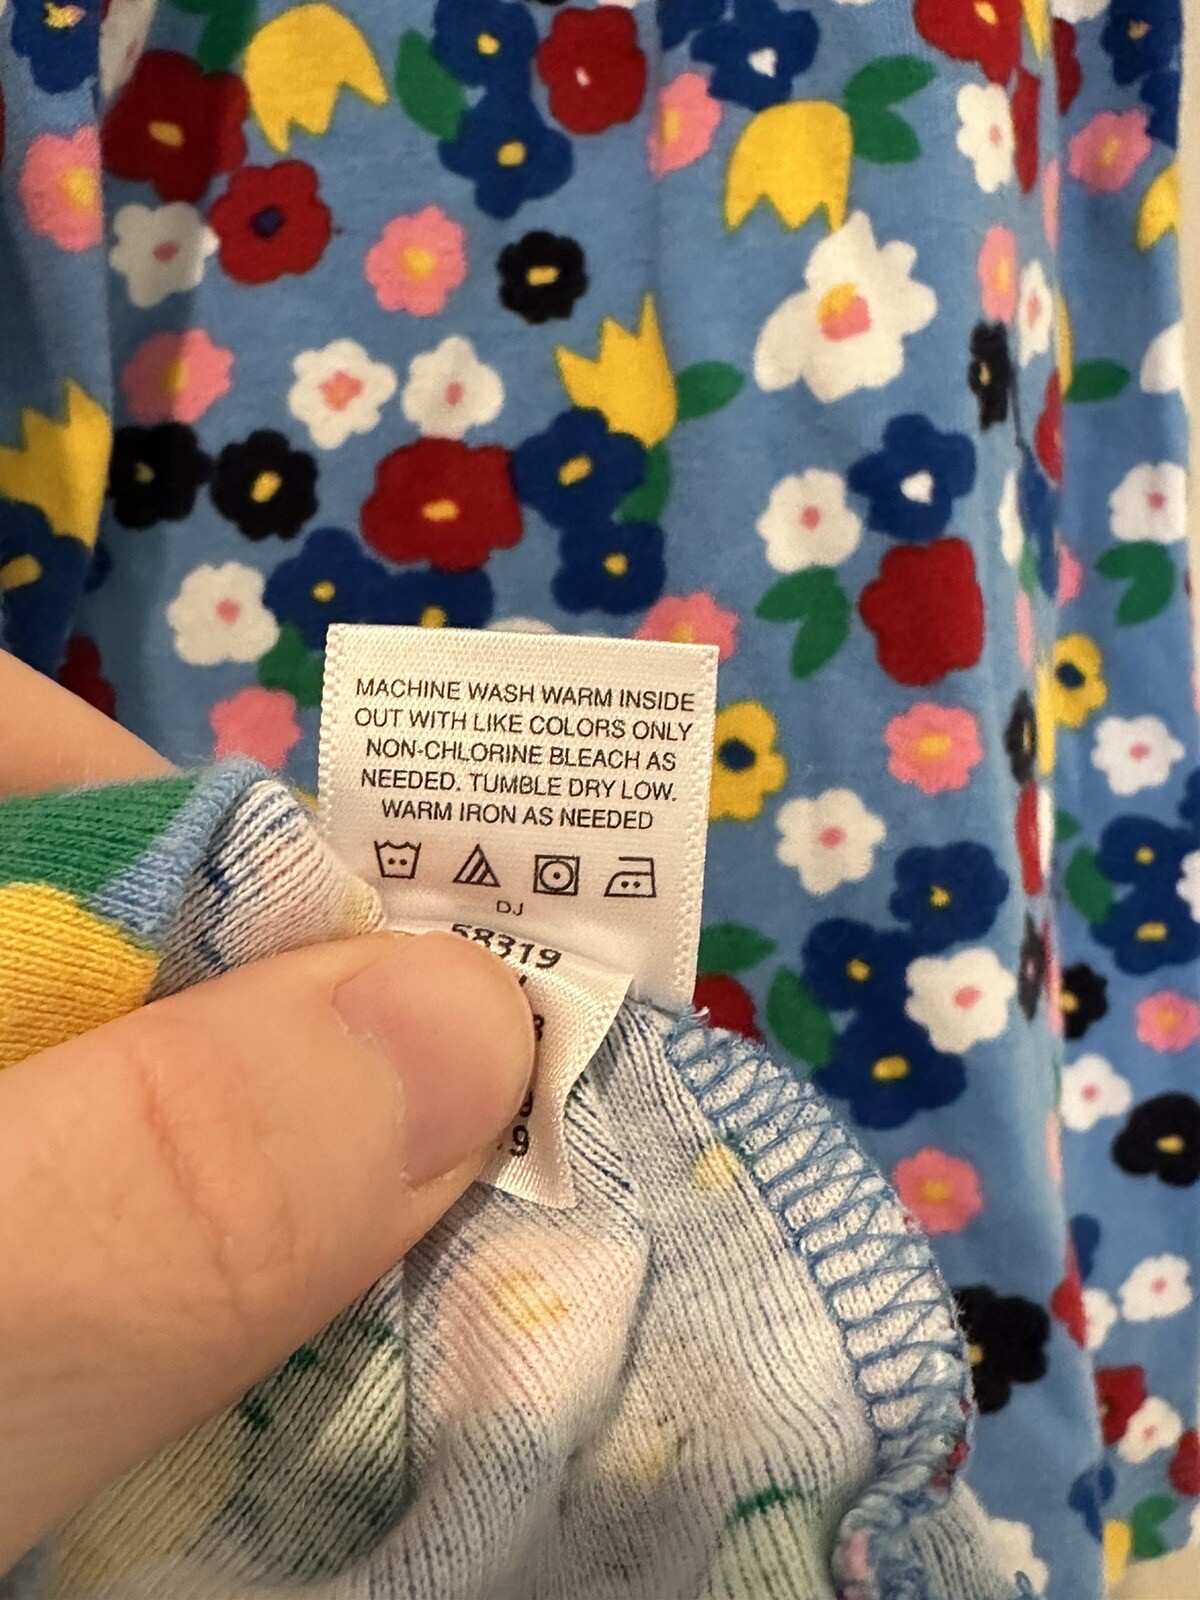 MACHINE WASH WARM INSIDE
OUT WITH LIKE COLORS ONLY
NON-CHLORINE BLEACH AS
NEEDED. TUMBLE DRY LOW.
WARM IRON AS NEEDED
DJ
58319
9